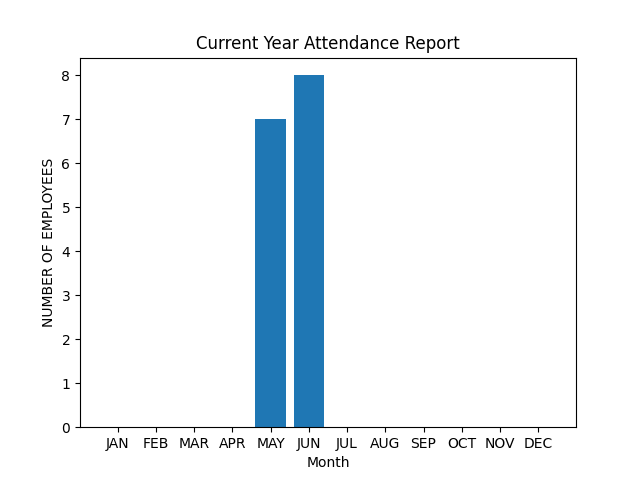 Current Year Attendance Report
NUMBER OF EMPLOYEES
8
7
6
5
4
3
2
1
0
JAN FEB MAR APR MAY JUN JUL AUG SEP OCT NOV DEC
Month